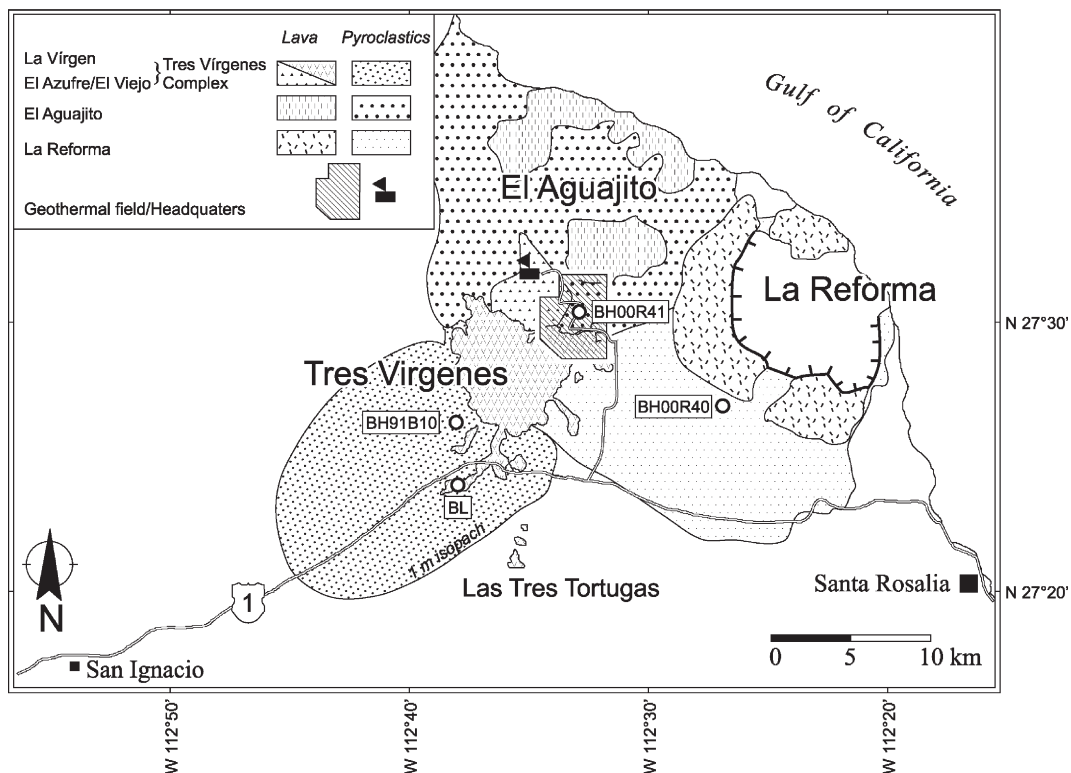 Lava Pyroclastics
La Vírgen
El Azufre/El Viejo
Tres Vírgenes
Complex
El Aguajito
La Reforma
Geothermal field/Headquaters
Gulf of California
El Aguajito
La Reforma
BH00R41
N 27°30'
Tres Virgenes
BH00R40
BH91B10
BL
1 m isopach
Las Tres Tortugas
Santa Rosalia
N 27°20'
1
N
San Ignacio
0 5 10 km
W 112°50'
W 112°40'
W 112°30'
W 112°20'